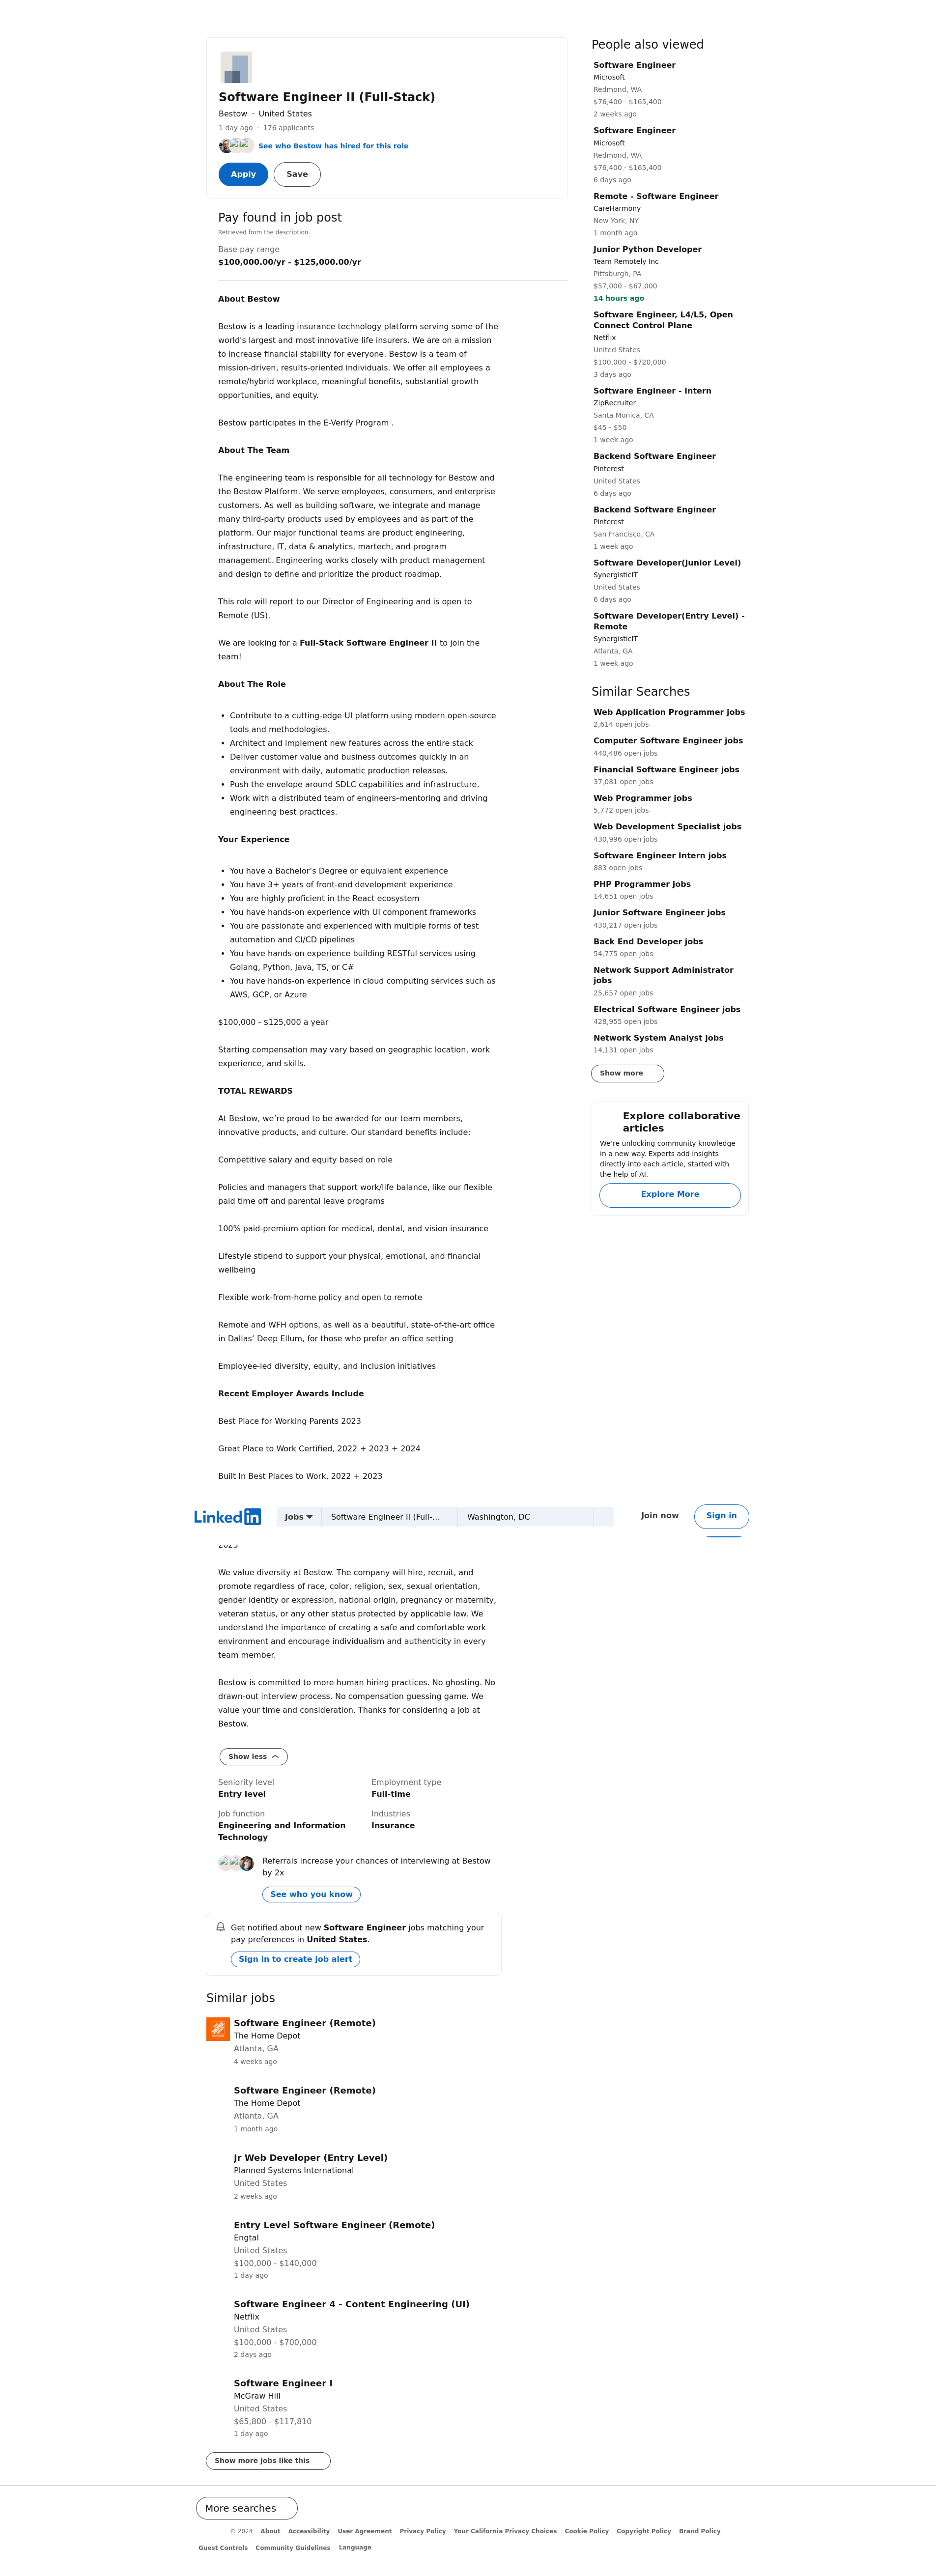 Software Engineer II (Full-Stack)
Bestow · United States
1 day ago · 176 applicants
See who Bestow has hired for this role
Apply
Save
Pay found in job post
Retrieved from the description.
Base pay range
$100,000.00/yr - $125,000.00/yr
About Bestow
Bestow is a leading insurance technology platform serving some of the
world's largest and most innovative life insurers. We are on a mission
to increase financial stability for everyone. Bestow is a team of
mission-driven, results-oriented individuals. We offer all employees a
remote/hybrid workplace, meaningful benefits, substantial growth
opportunities, and equity.
Bestow participates in the E-Verify Program .
About The Team
The engineering team is responsible for all technology for Bestow and
the Bestow Platform. We serve employees, consumers, and enterprise
customers. As well as building software, we integrate and manage
many third-party products used by employees and as part of the
platform. Our major functional teams are product engineering,
infrastructure, IT, data & analytics, martech, and program
management. Engineering works closely with product management
and design to define and prioritize the product roadmap.
This role will report to our Director of Engineering and is open to
Remote (US).
We are looking for a Full-Stack Software Engineer II to join the
team!
About The Role
• Contribute to a cutting-edge UI platform using modern open-source
tools and methodologies.
• Architect and implement new features across the entire stack
• Deliver customer value and business outcomes quickly in an
environment with daily, automatic production releases.
• Push the envelope around SDLC capabilities and infrastructure.
• Work with a distributed team of engineers–mentoring and driving
engineering best practices.
Your Experience
• You have a Bachelor’s Degree or equivalent experience
• You have 3+ years of front-end development experience
• You are highly proficient in the React ecosystem
• You have hands-on experience with UI component frameworks
• You are passionate and experienced with multiple forms of test
automation and CI/CD pipelines
• You have hands-on experience building RESTful services using
Golang, Python, Java, TS, or C#
• You have hands-on experience in cloud computing services such as
AWS, GCP, or Azure
$100,000 - $125,000 a year
Starting compensation may vary based on geographic location, work
experience, and skills.
TOTAL REWARDS
At Bestow, we’re proud to be awarded for our team members,
innovative products, and culture. Our standard benefits include:
Competitive salary and equity based on role
Policies and managers that support work/life balance, like our flexible
paid time off and parental leave programs
100% paid-premium option for medical, dental, and vision insurance
Lifestyle stipend to support your physical, emotional, and financial
wellbeing
Flexible work-from-home policy and open to remote
Remote and WFH options, as well as a beautiful, state-of-the-art office
in Dallas’ Deep Ellum, for those who prefer an office setting
Employee-led diversity, equity, and inclusion initiatives
Recent Employer Awards Include
Best Place for Working Parents 2023
Great Place to Work Certified, 2022 + 2023 + 2024
Built In Best Places to Work, 2022 + 2023
People also viewed
Software Engineer
Microsoft
Redmond, WA
$76,400 - $165,400
2 weeks ago
Software Engineer
Microsoft
Redmond, WA
$76,400 - $165,400
6 days ago
Remote - Software Engineer
CareHarmony
New York, NY
1 month ago
Junior Python Developer
Team Remotely Inc
Pittsburgh, PA
$57,000 - $67,000
14 hours ago
Software Engineer, L4/L5, Open
Connect Control Plane
Netflix
United States
$100,000 - $720,000
3 days ago
Software Engineer - Intern
ZipRecruiter
Santa Monica, CA
$45 - $50
1 week ago
Backend Software Engineer
Pinterest
United States
6 days ago
Backend Software Engineer
Pinterest
San Francisco, CA
1 week ago
Software Developer(Junior Level)
SynergisticIT
United States
6 days ago
Software Developer(Entry Level) -
Remote
SynergisticIT
Atlanta, GA
1 week ago
Similar Searches
Web Application Programmer jobs
2,614 open jobs
Computer Software Engineer jobs
440,486 open jobs
Financial Software Engineer jobs
37,081 open jobs
Web Programmer jobs
5,772 open jobs
Web Development Specialist jobs
430,996 open jobs
Software Engineer Intern jobs
883 open jobs
PHP Programmer jobs
14,651 open jobs
Junior Software Engineer jobs
430,217 open jobs
Back End Developer jobs
54,775 open jobs
Network Support Administrator
jobs
25,657 open jobs
Electrical Software Engineer jobs
428,955 open jobs
Network System Analyst jobs
14,131 open jobs
Show more
Explore collaborative
articles
We’re unlocking community knowledge
in a new way. Experts add insights
directly into each article, started with
the help of AI.
Explore More
LinkedIn
Jobs
Software Engineer II (Full-...
Washington, DC
Join now
Sign in
We value diversity at Bestow. The company will hire, recruit, and
promote regardless of race, color, religion, sex, sexual orientation,
gender identity or expression, national origin, pregnancy or maternity,
veteran status, or any other status protected by applicable law. We
understand the importance of creating a safe and comfortable work
environment and encourage individualism and authenticity in every
team member.
Bestow is committed to more human hiring practices. No ghosting. No
drawn-out interview process. No compensation guessing game. We
value your time and consideration. Thanks for considering a job at
Bestow.
Show less
Seniority level
Entry level
Employment type
Full-time
Job function
Engineering and Information
Technology
Industries
Insurance
Referrals increase your chances of interviewing at Bestow
by 2x
See who you know
Get notified about new Software Engineer jobs matching your
pay preferences in United States.
Sign in to create job alert
Similar jobs
Software Engineer (Remote)
The Home Depot
Atlanta, GA
4 weeks ago
Software Engineer (Remote)
The Home Depot
Atlanta, GA
1 month ago
Jr Web Developer (Entry Level)
Planned Systems International
United States
2 weeks ago
Entry Level Software Engineer (Remote)
Engtal
United States
$100,000 - $140,000
1 day ago
Software Engineer 4 - Content Engineering (UI)
Netflix
United States
$100,000 - $700,000
2 days ago
Software Engineer I
McGraw Hill
United States
$65,800 - $117,810
1 day ago
Show more jobs like this
More searches
© 2024 About Accessibility User Agreement Privacy Policy Your California Privacy Choices Cookie Policy Copyright Policy Brand Policy
Guest Controls Community Guidelines Language